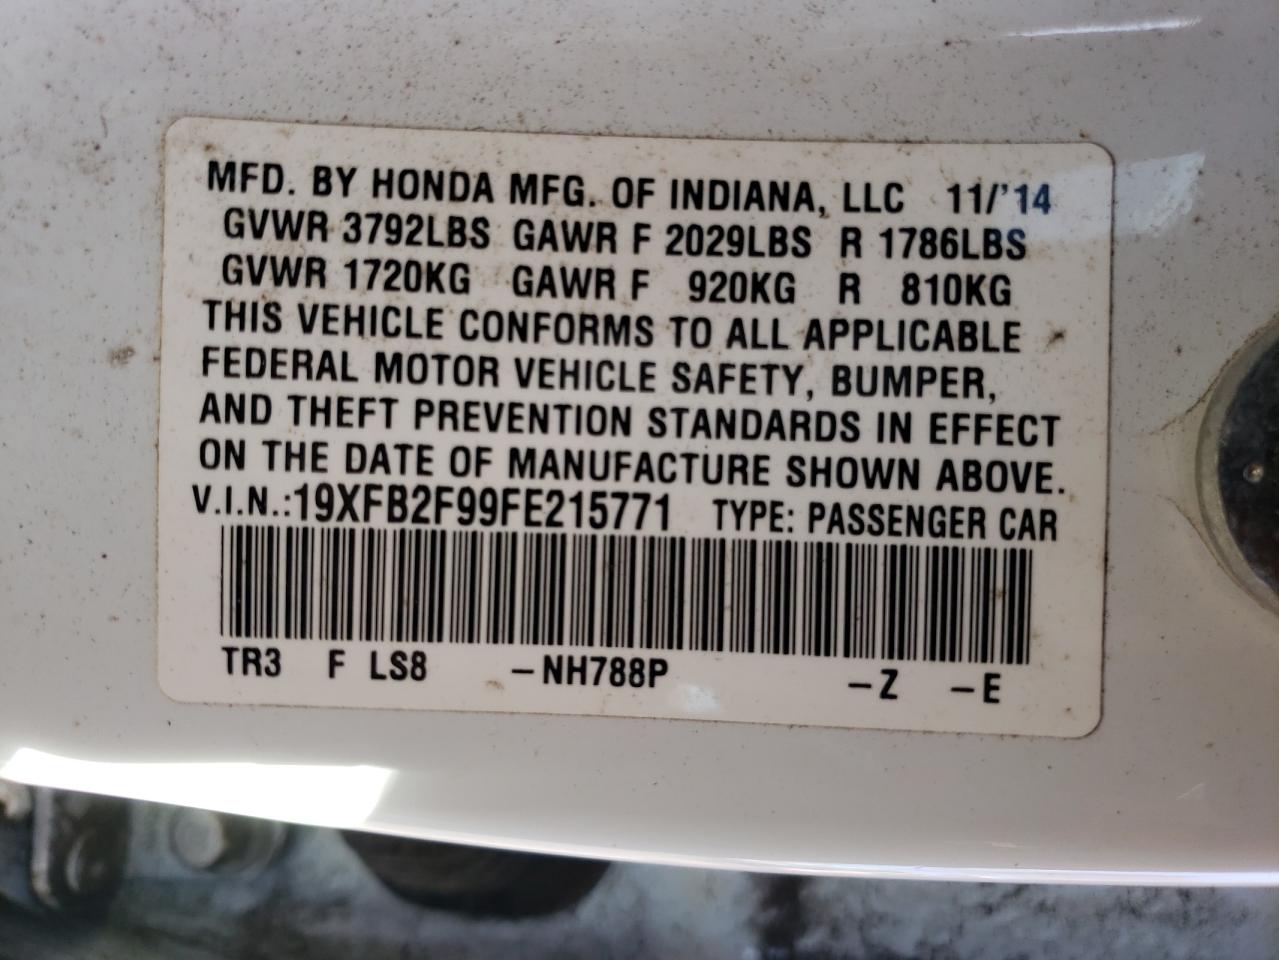 MFD. BY HONDA MFG. OF INDIANA, LLC 11/'14
GVWR 3792LBS GAWR F 2029LBS R 1786LBS
GVWR 1720KG GAWR F 920KG R 810KG
THIS VEHICLE CONFORMS TO ALL APPLICABLE
FEDERAL MOTOR VEHICLE SAFETY, BUMPER,
AND THEFT PREVENTION STANDARDS IN EFFECT
ON THE DATE OF MANUFACTURE SHOWN ABOVE.
V.I.N.:19XFB2F99FE215771 TYPE: PASSENGER CAR
TR3 F LS8 –NH788P –Z –E